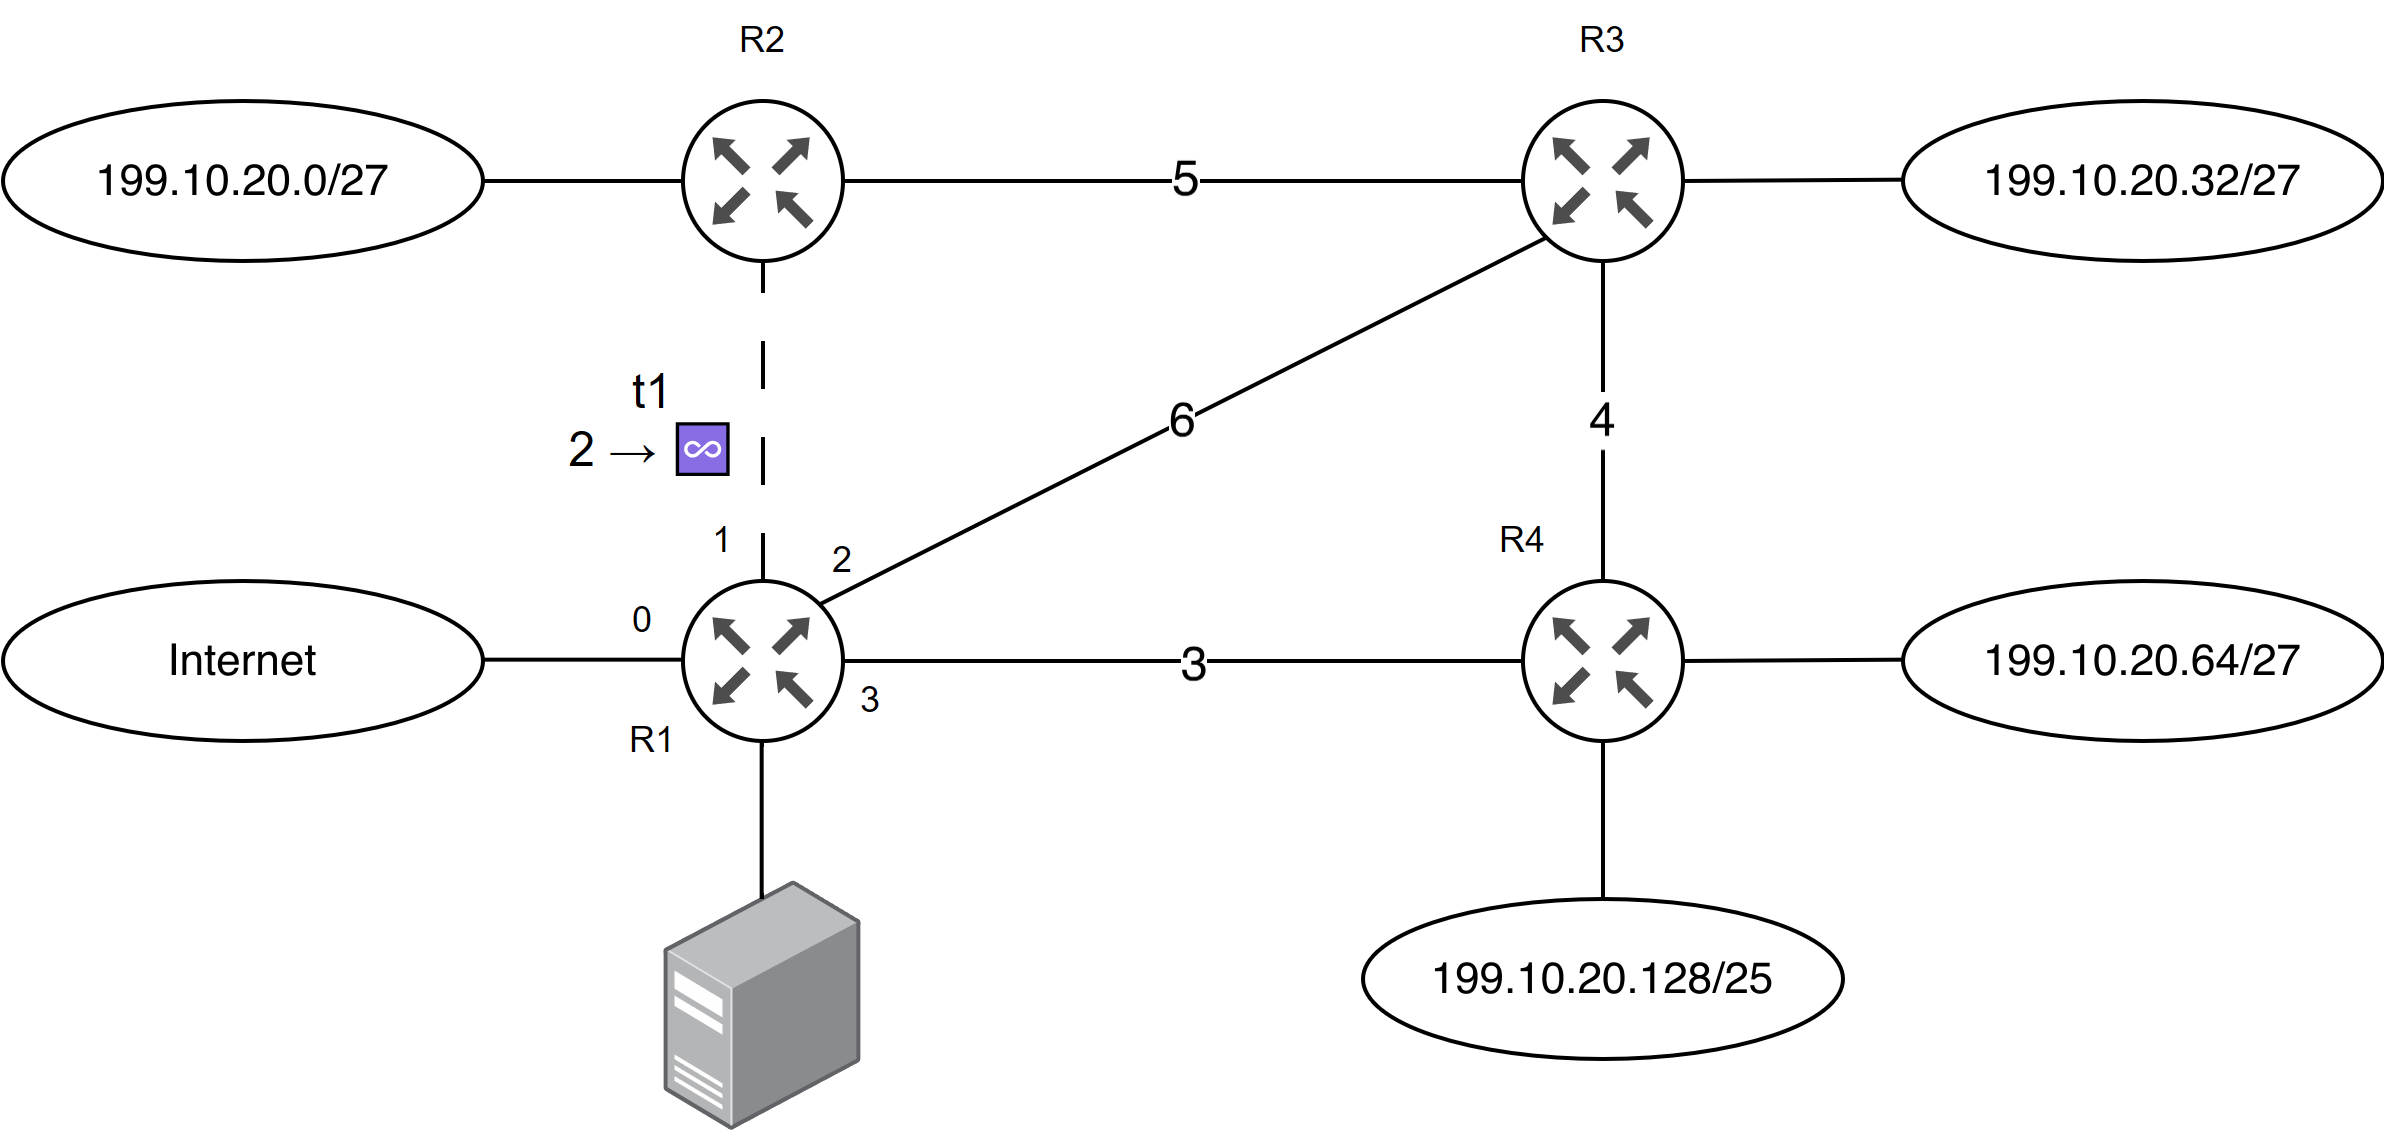 R2
R3
199.10.20.0/27
5
199.10.20.32/27
t1
2 → ∞
6
4
1
2
R4
0
Internet
3
199.10.20.64/27
3
R1
199.10.20.128/25